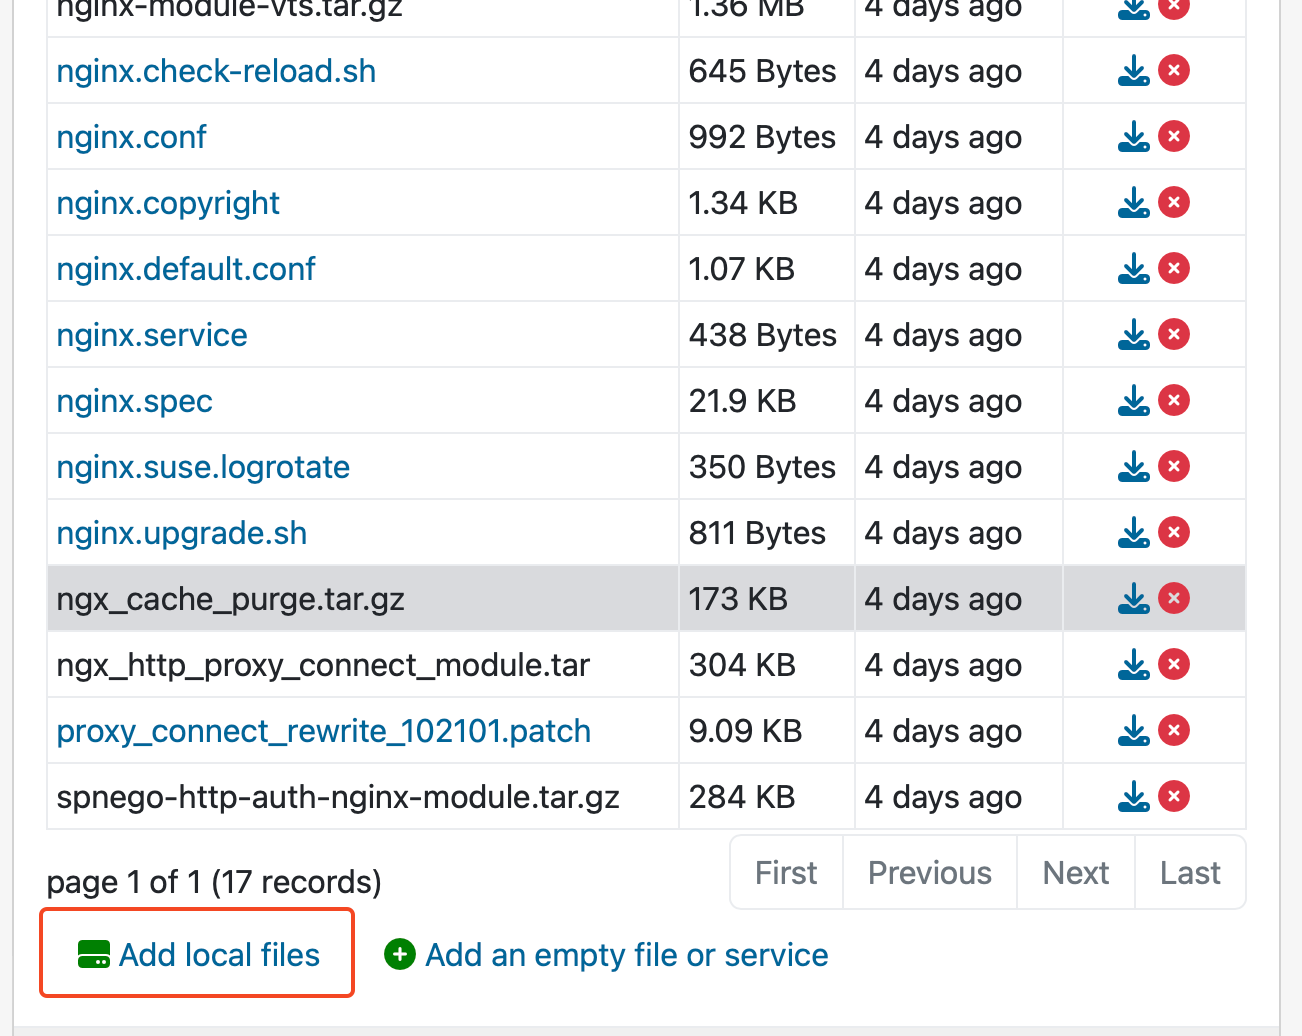 nginx-module-vts.tar.gz 1.36 MB 4 days ago
nginx.check-reload.sh 645 Bytes 4 days ago
nginx.conf 992 Bytes 4 days ago
nginx.copyright 1.34 KB 4 days ago
nginx.default.conf 1.07 KB 4 days ago
nginx.service 438 Bytes 4 days ago
nginx.spec 21.9 KB 4 days ago
nginx.suse.logrotate 350 Bytes 4 days ago
nginx.upgrade.sh 811 Bytes 4 days ago
ngx_cache_purge.tar.gz 173 KB 4 days ago
ngx_http_proxy_connect_module.tar 304 KB 4 days ago
proxy_connect_rewrite_102101.patch 9.09 KB 4 days ago
spnego-http-auth-nginx-module.tar.gz 284 KB 4 days ago
page 1 of 1 (17 records) First Previous Next Last
Add local files Add an empty file or service